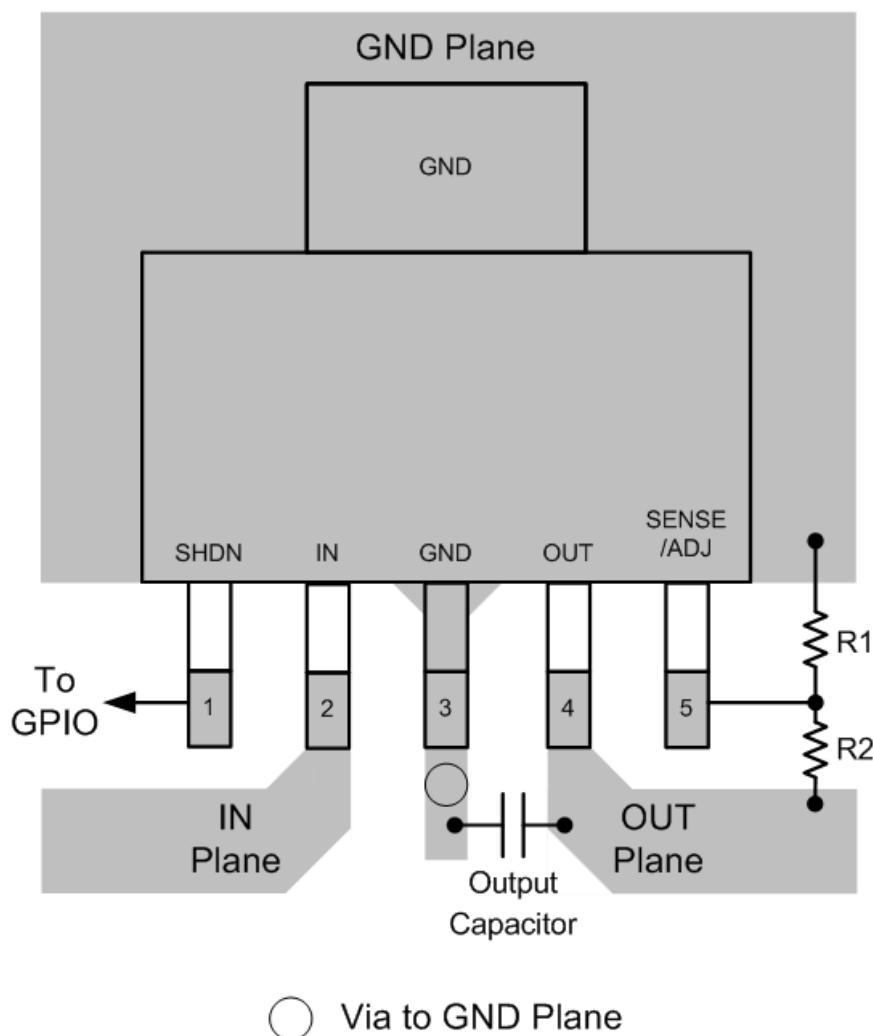 GND Plane
GND
SHDN IN GND OUT SENSE
/ADJ
R1
To
GPIO
1 2 3 4 5
R2
IN
Plane
OUT
Plane
Output
Capacitor
Via to GND Plane